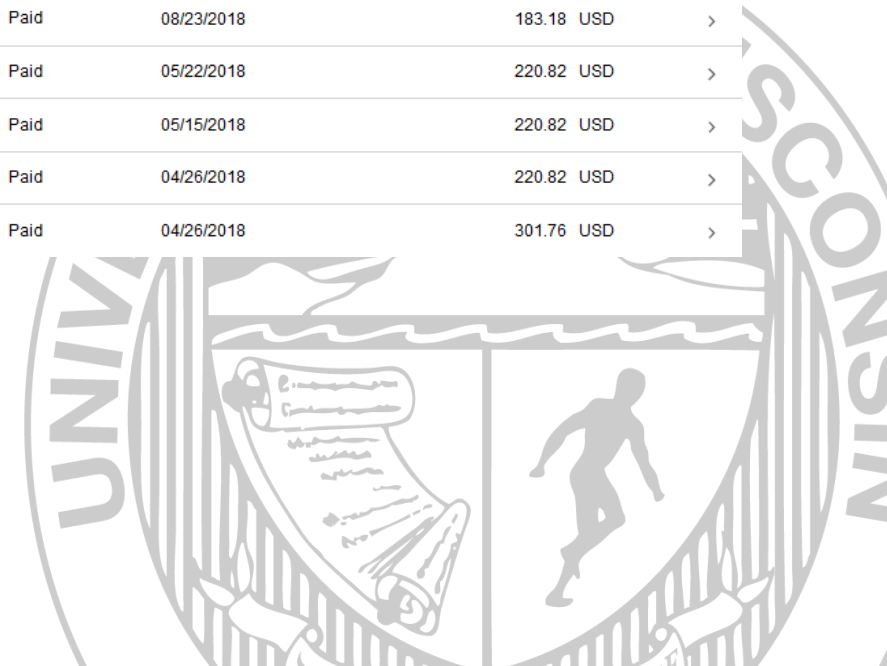 Paid 08/23/2018 183.18 USD
Paid 05/22/2018 220.82 USD
Paid 05/15/2018 220.82 USD
Paid 04/26/2018 220.82 USD
Paid 04/26/2018 301.76 USD